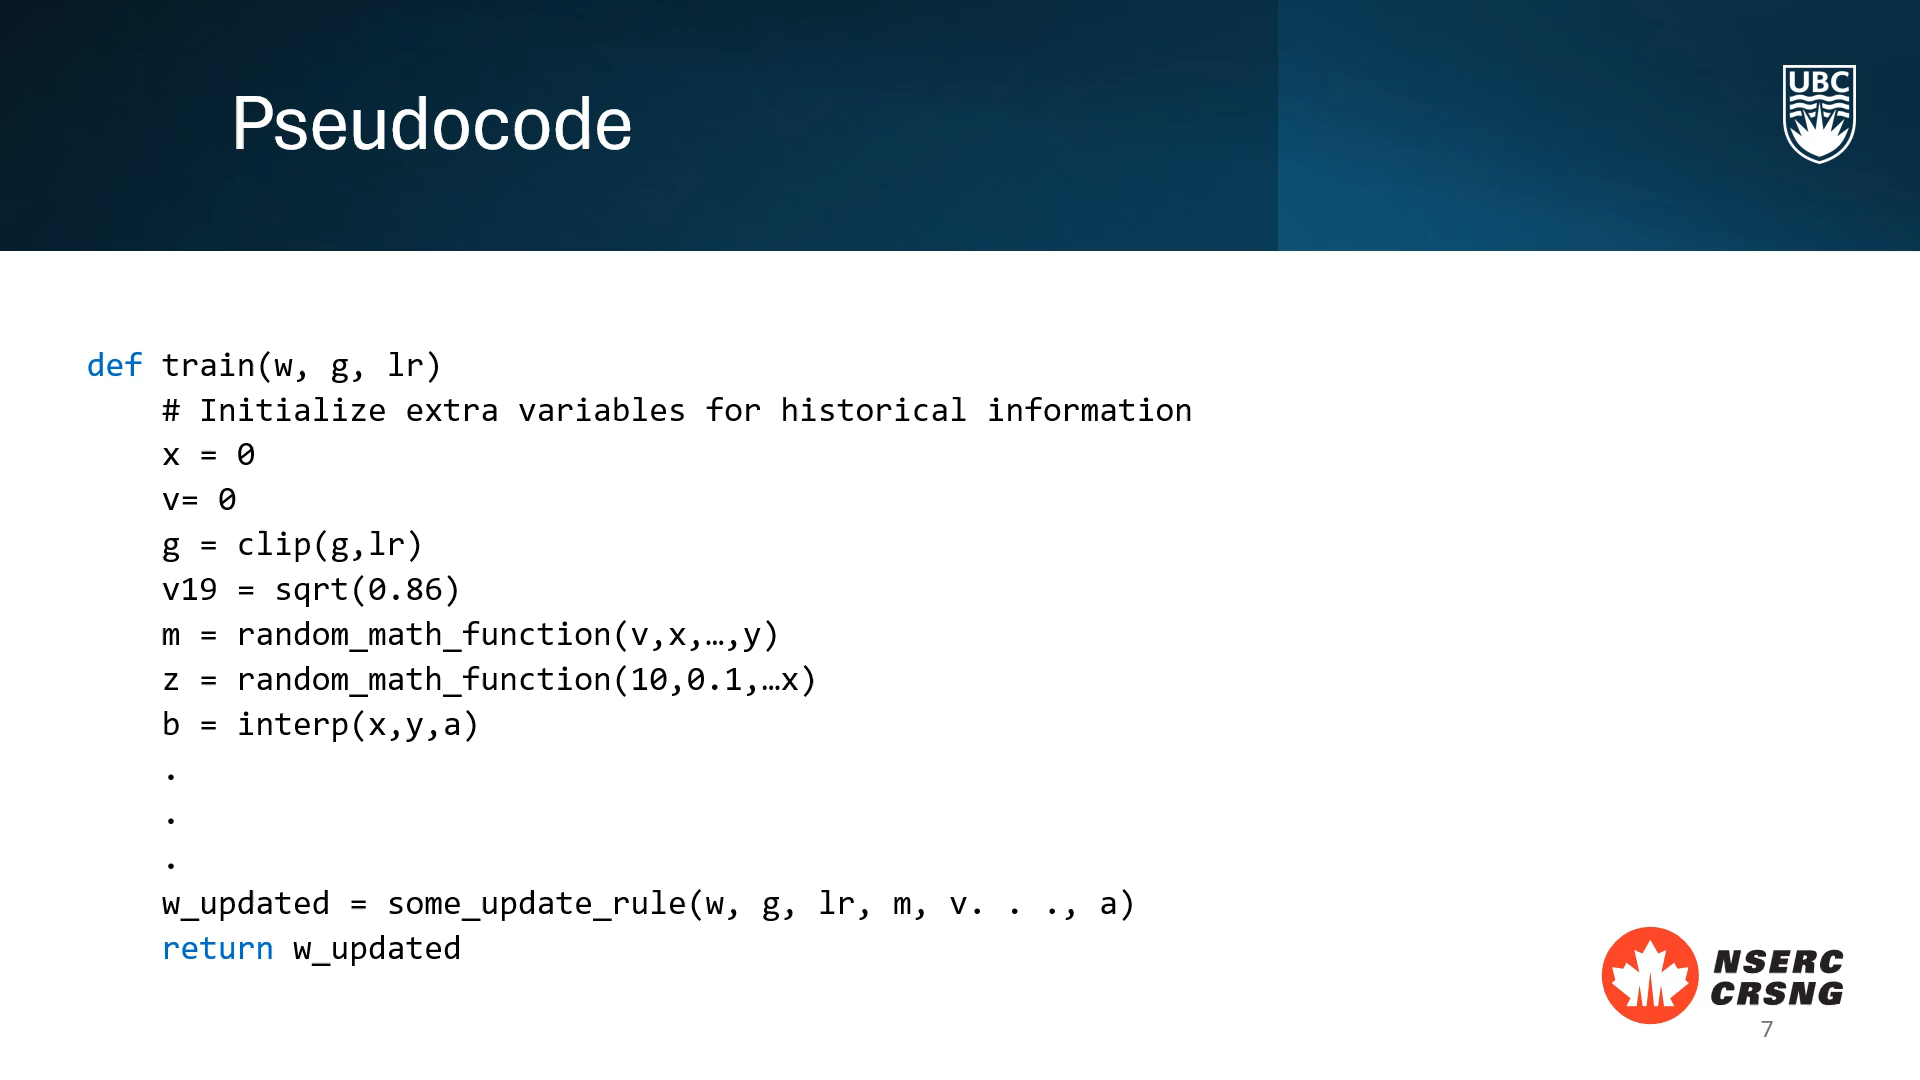 Pseudocode
UBC
def train(w, g, lr)
# Initialize extra variables for historical information
x = 0
v= 0
g = clip(g,lr)
v19 = sqrt(0.86)
m = random_math_function(v,x,…,y)
z = random_math_function(10,0.1,…x)
b = interp(x,y,a)
.
.
.
w_updated = some_update_rule(w, g, lr, m, v. . ., a)
return w_updated
NSERC
CRSNG
7